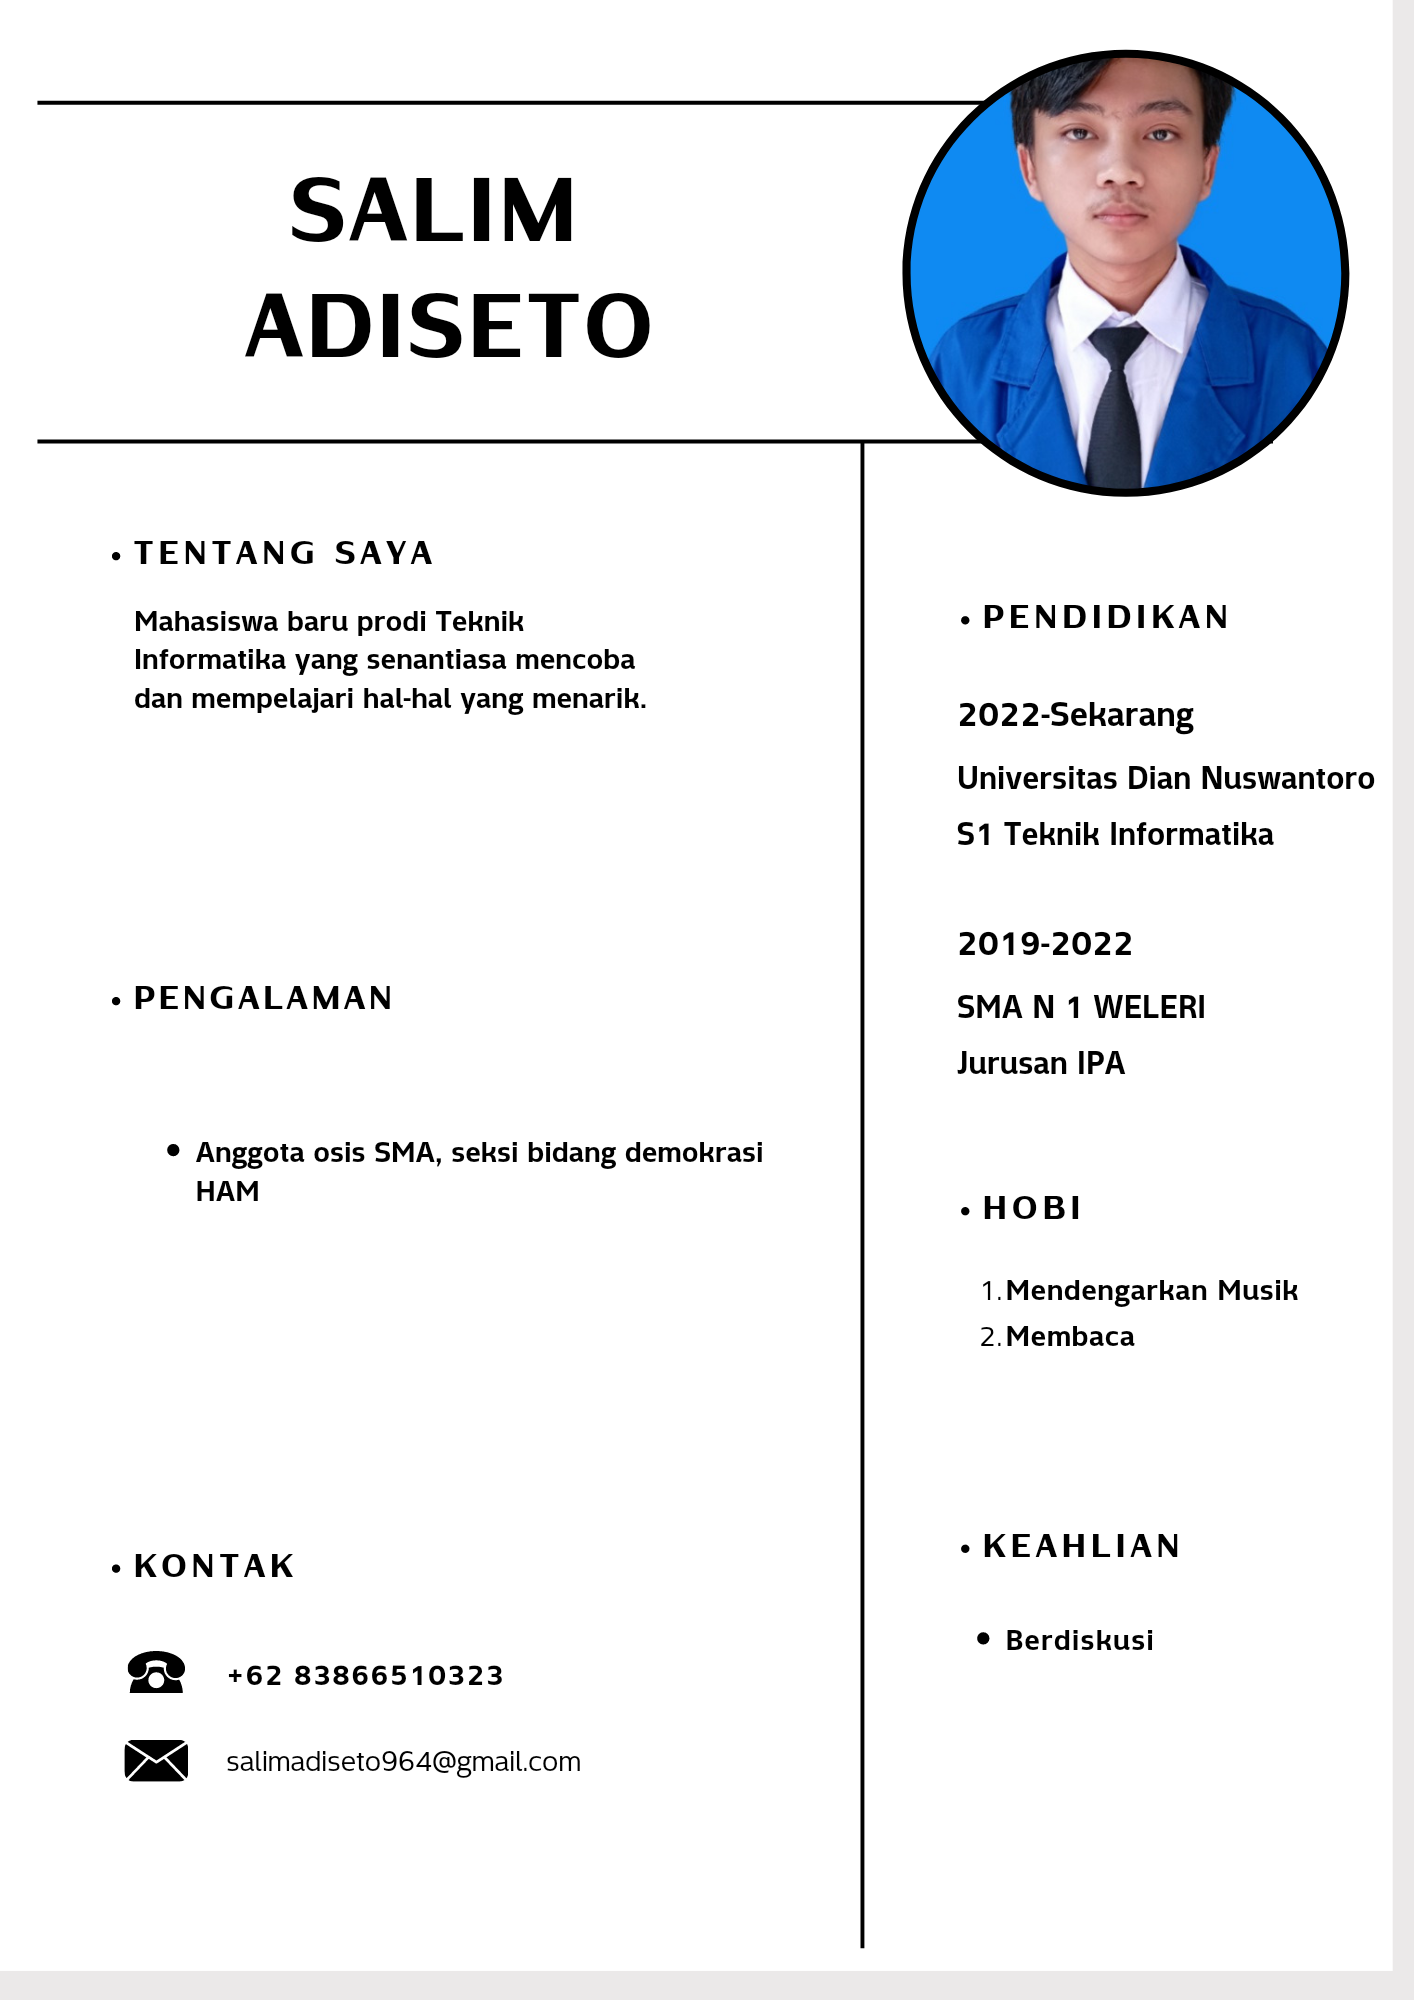 SALIM
ADISETO
• TENTANG SAYA
Mahasiswa baru prodi Teknik
Informatika yang senantiasa mencoba
dan mempelajari hal-hal yang menarik.
• PENGALAMAN
• Anggota osis SMA, seksi bidang demokrasi
HAM
• KONTAK
+62 83866510323
salimadiseto964@gmail.com
• PENDIDIKAN
2022-Sekarang
Universitas Dian Nuswantoro
S1 Teknik Informatika
2019-2022
SMA N 1 WELERI
Jurusan IPA
• HOBI
1. Mendengarkan Musik
2. Membaca
• KEAHLIAN
• Berdiskusi